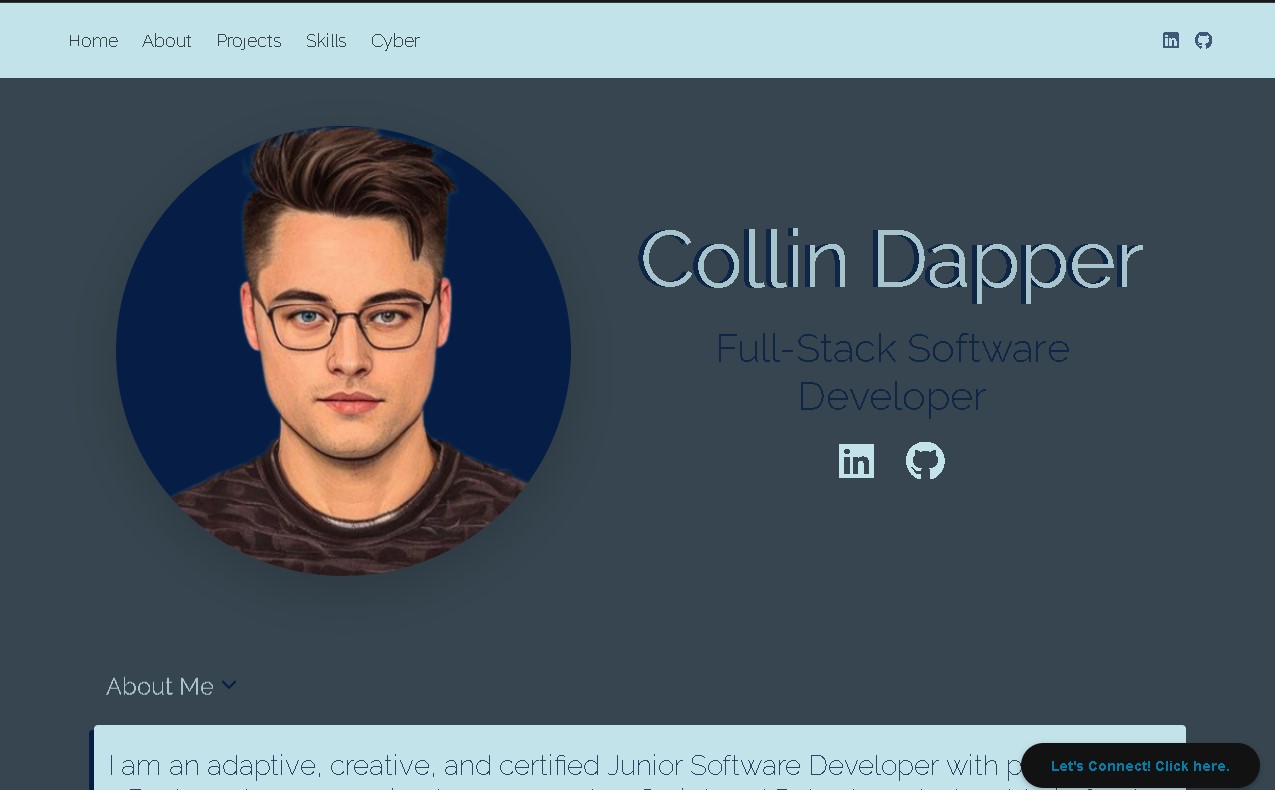 Home About Projects Skills Cyber
Collin Dapper
Full-Stack Software
Developer
in
About Me
I am an adaptive, creative, and certified Junior Software Developer with
Let's Connect! Click here.